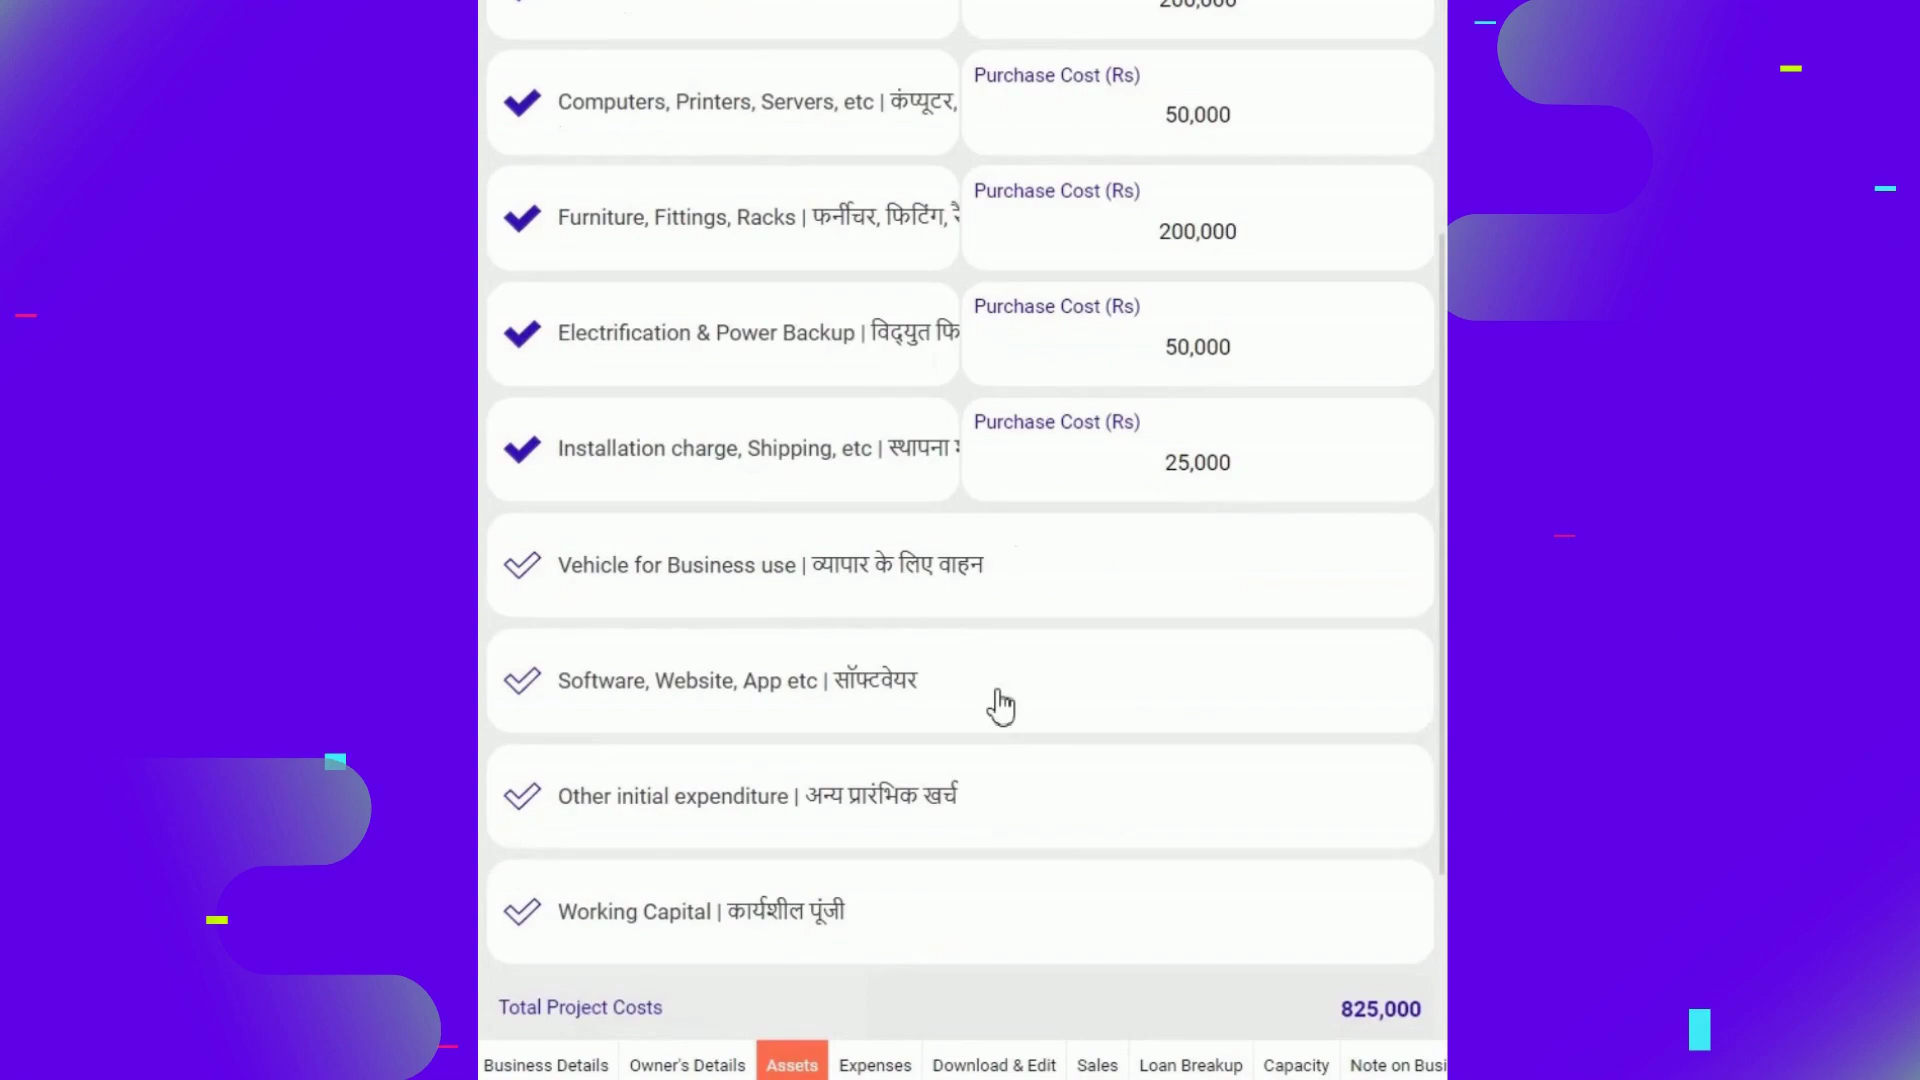 200,000
Computers, Printers, Servers, etc | कंप्यूटर,
Purchase Cost (Rs)
50,000
Furniture, Fittings, Racks | फर्नीचर, फिटिंग,
Purchase Cost (Rs)
200,000
Electrification & Power Backup | विद्युत फि
Purchase Cost (Rs)
50,000
Installation charge, Shipping, etc | स्थापना
Purchase Cost (Rs)
25,000
Vehicle for Business use | व्यापार के लिए वाहन
Software, Website, App etc | सॉफ्टवेयर
Other initial expenditure | अन्य प्रारंभिक खर्च
Working Capital | कार्यशील पूंजी
Total Project Costs 825,000
Business Details Owner's Details Assets Expenses Download & Edit Sales Loan Breakup Capacity Note on Busi